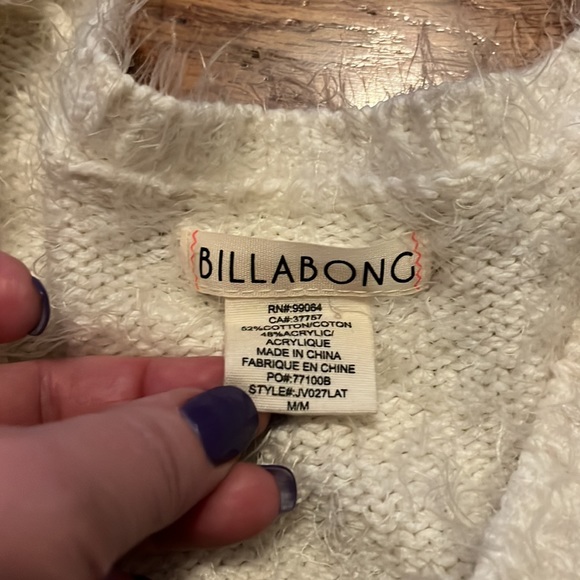 BILLABONG
RN#:99064
CA#:37757
52%COTTON/COTON
48%ACRYLIC/
ACRYLIQUE
MADE IN CHINA
FABRIQUE EN CHINE
PO#:77100B
STYLE#:JV027LAT
M/M